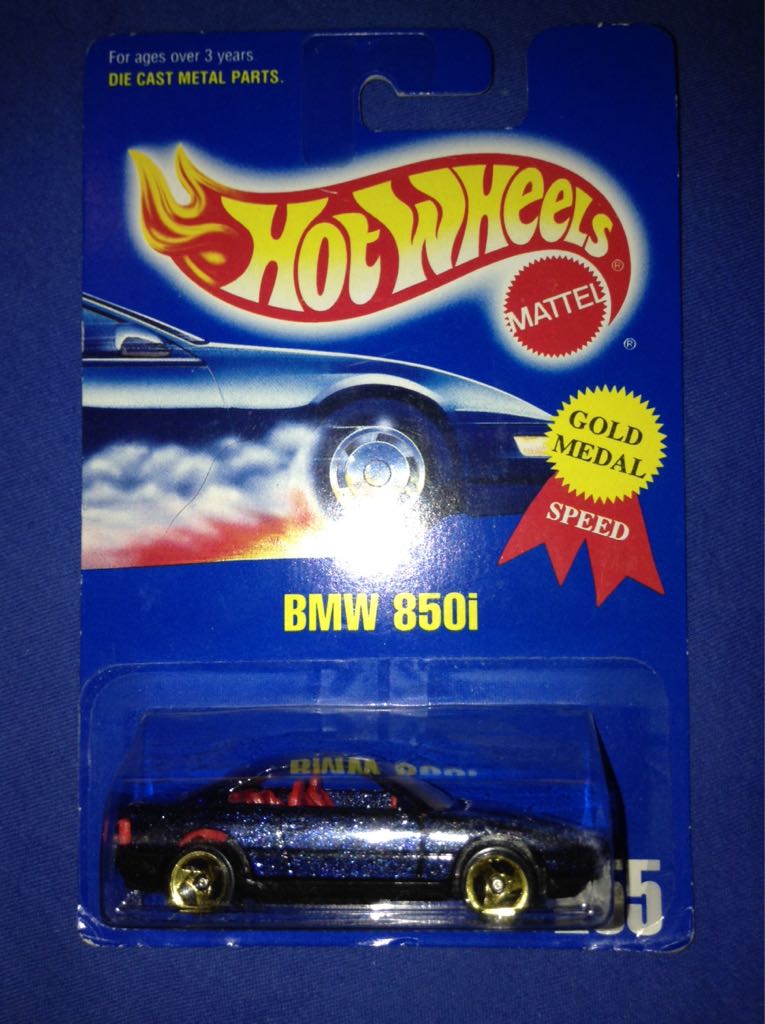 For ages over 3 years
DIE CAST METAL PARTS.
HOT WHEELS ®
MATTEL
®
GOLD
MEDAL
SPEED
BMW 850i